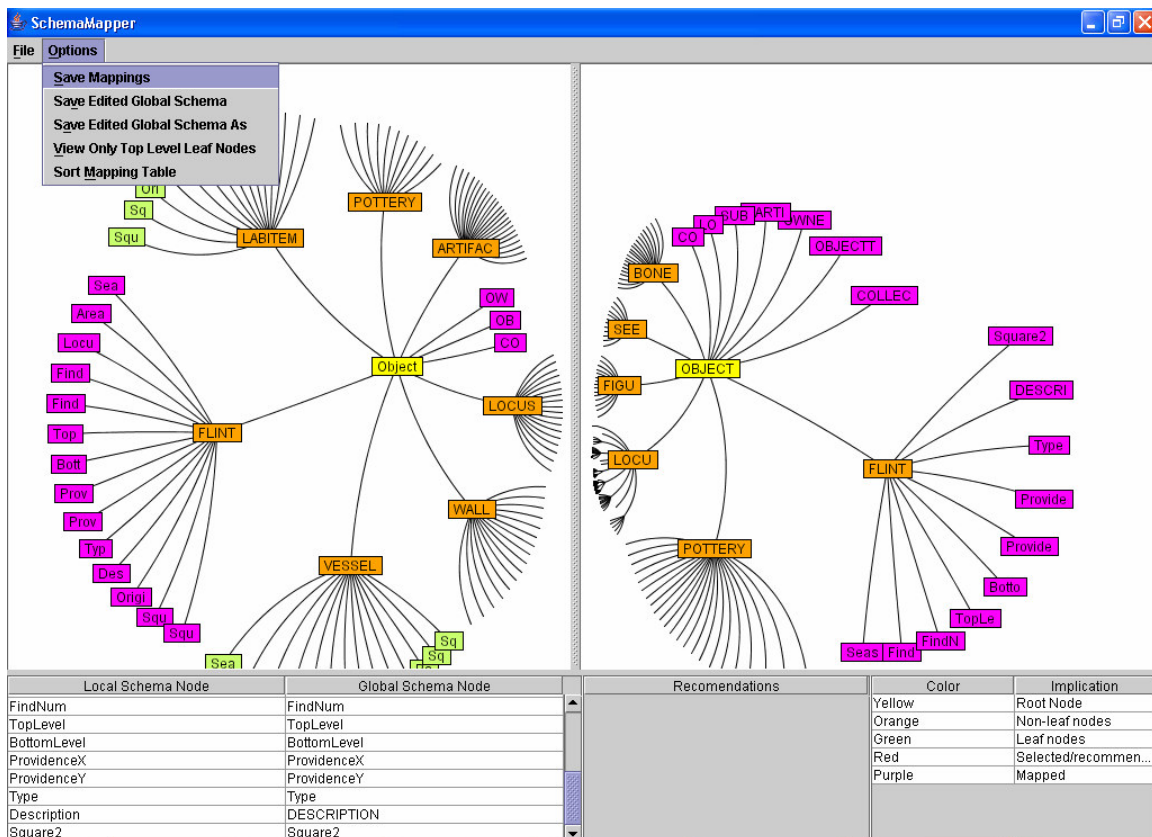 SchemaMapper
File Options
Save Mappings
Save Edited Global Schema
Save Edited Global Schema As
View Only Top Level Leaf Nodes
Sort Mapping Table
Sq
Squ
LABITEM
POTTERY
ARTIFAC
Sea
Area
Locu
Find
Find
Top
Bott
Prov
Prov
Typ
Des
Origi
Squ
Squ
FLINT
Object
OW
OB
CO
LOCUS
WALL
VESSEL
Sea
Sq
Sq
CO
LO
SUB
ARTI
OWNE
OBJECTT
COLLEC
BONE
SEE
FIGU
LOCU
OBJECT
POTTERY
FLINT
Square2
DESCRI
Type
Provide
Provide
Botto
TopLe
FindN
Find
Seas
Local Schema Node Global Schema Node
FindNum FindNum
TopLevel TopLevel
BottomLevel BottomLevel
ProvidenceX ProvidenceX
ProvidenceY ProvidenceY
Type Type
Description DESCRIPTION
Square2 Square2
Recomendations
Color Implication
Yellow Root Node
Orange Non-leaf nodes
Green Leaf nodes
Red Selected/recommen...
Purple Mapped